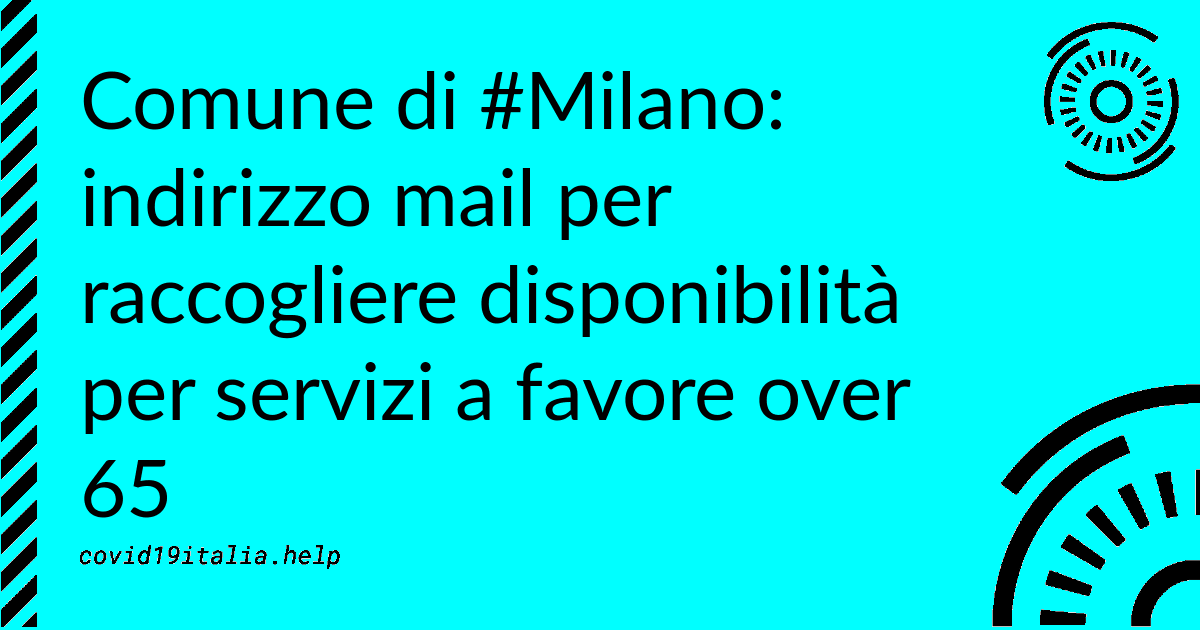 Comune di #Milano:
indirizzo mail per
raccogliere disponibilità
per servizi a favore over
65
covid19italia.help